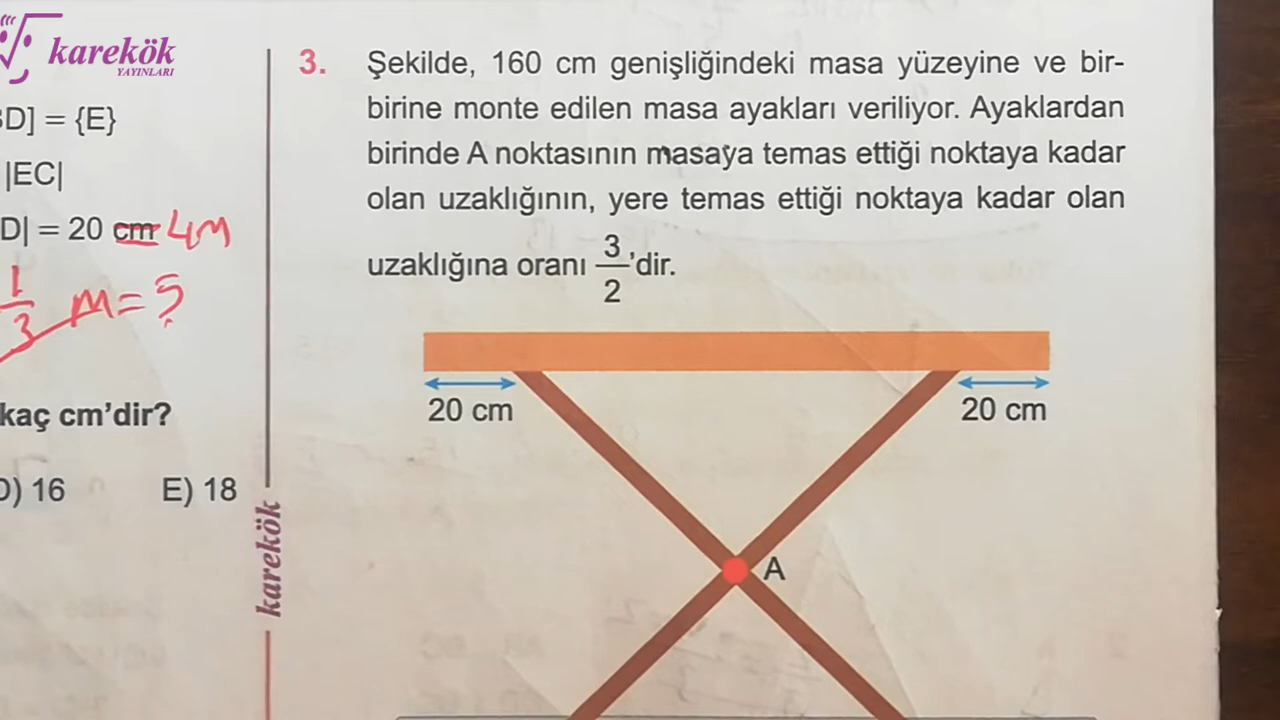 karekök
YAYINLARI
D] = {E}
|EC|
D| = 20 cm 4m
1
3
m = ?
kaç cm'dir?
D) 16 E) 18
karekök
3. Şekilde, 160 cm genişliğindeki masa yüzeyine ve bir-
birine monte edilen masa ayakları veriliyor. Ayaklardan
birinde A noktasının masaya temas ettiği noktaya kadar
olan uzaklığının, yere temas ettiği noktaya kadar olan
uzaklığına oranı 3/2'dir.
20 cm 20 cm
A